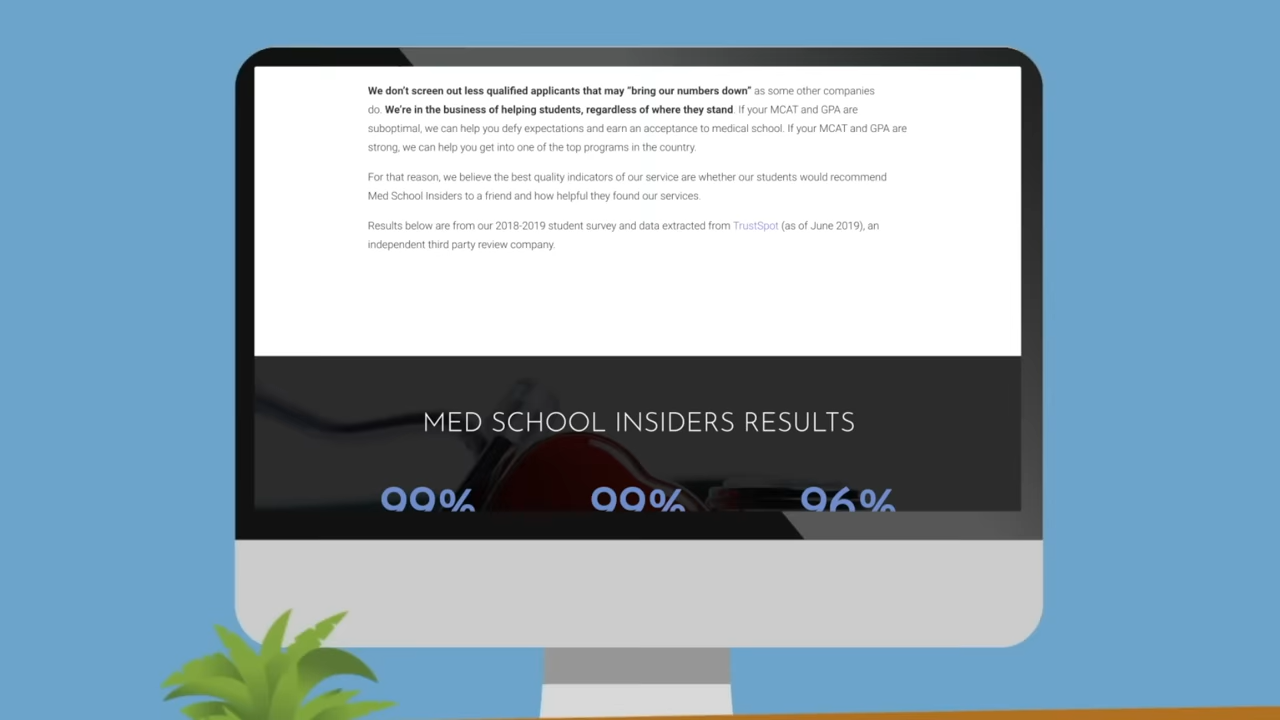 We don't screen out less qualified applicants that may “bring our numbers down” as some other companies
do. We're in the business of helping students, regardless of where they stand. If your MCAT and GPA are
suboptimal, we can help you defy expectations and earn an acceptance to medical school. If your MCAT and GPA are
strong, we can help you get into one of the top programs in the country.
For that reason, we believe the best quality indicators of our service are whether our students would recommend
Med School Insiders to a friend and how helpful they found our services.
Results below are from our 2018-2019 student survey and data extracted from TrustSpot (as of June 2019), an
independent third party review company.
MED SCHOOL INSIDERS RESULTS
99% 99% 96%